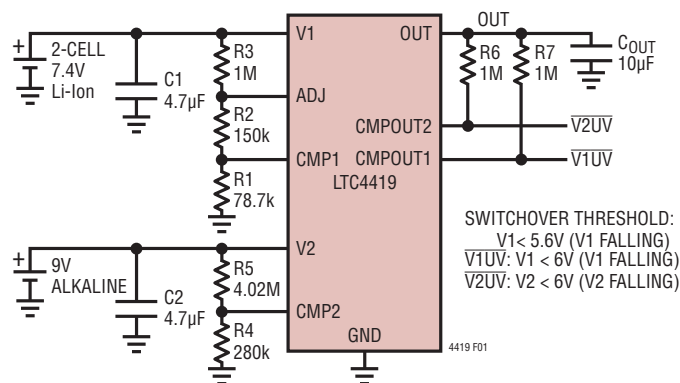 V1
OUT
OUT
+
2-CELL
7.4V
Li-Ion
C1
4.7µF
R3
1M
ADJ
R2
150k
CMP1
R1
78.7k
R6
1M
R7
1M
COUT
10µF
CMPOUT2
V2UV
CMPOUT1
V1UV
LTC4419
+
9V
ALKALINE
C2
4.7µF
V2
R5
4.02M
CMP2
R4
280k
GND
SWITCHOVER THRESHOLD:
V1< 5.6V (V1 FALLING)
V1UV: V1 < 6V (V1 FALLING)
V2UV: V2 < 6V (V2 FALLING)
4419 F01